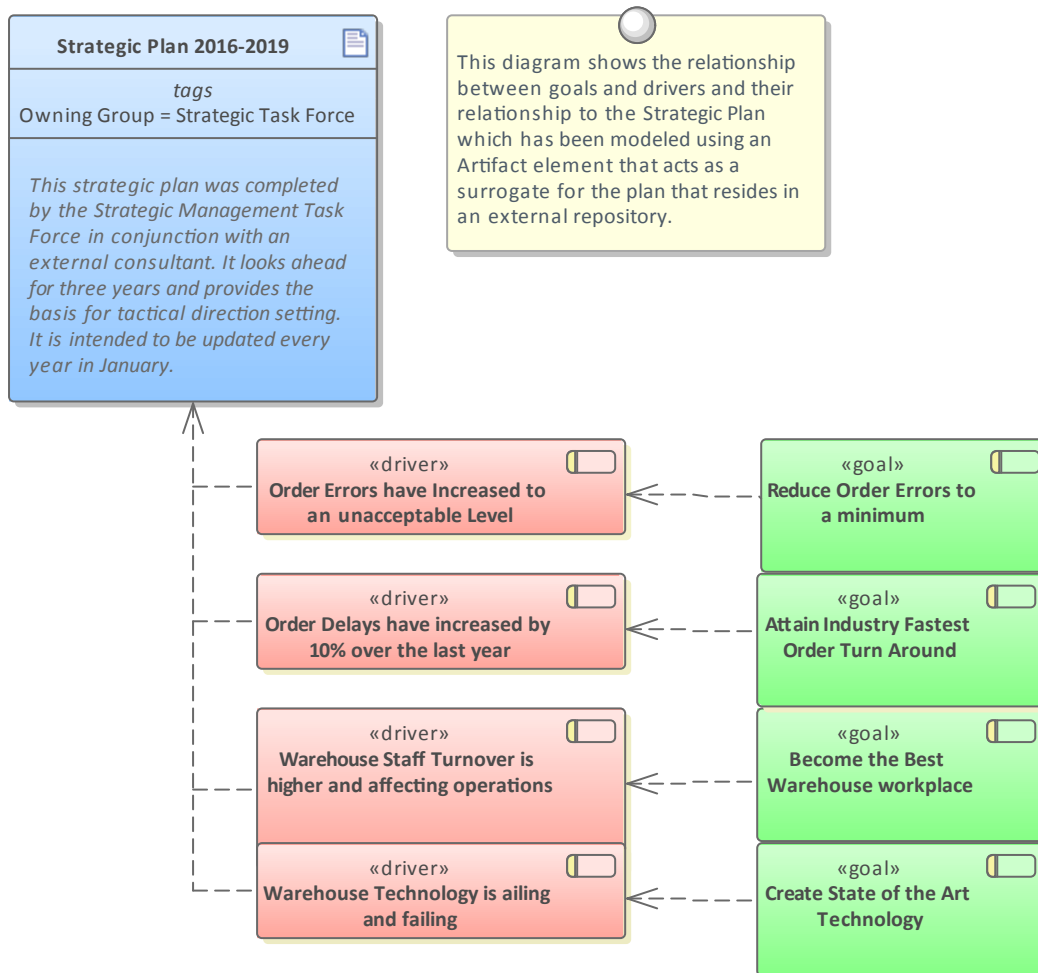 Strategic Plan 2016-2019
tags
Owning Group = Strategic Task Force
This strategic plan was completed
by the Strategic Management Task
Force in conjunction with an
external consultant. It looks ahead
for three years and provides the
basis for tactical direction setting.
It is intended to be updated every
year in January.
This diagram shows the relationship
between goals and drivers and their
relationship to the Strategic Plan
which has been modeled using an
Artifact element that acts as a
surrogate for the plan that resides in
an external repository.
«driver»
Order Errors have Increased to
an unacceptable Level
«goal»
Reduce Order Errors to
a minimum
«driver»
Order Delays have increased by
10% over the last year
«goal»
Attain Industry Fastest
Order Turn Around
«driver»
Warehouse Staff Turnover is
higher and affecting operations
«goal»
Become the Best
Warehouse workplace
«driver»
Warehouse Technology is ailing
and failing
«goal»
Create State of the Art
Technology